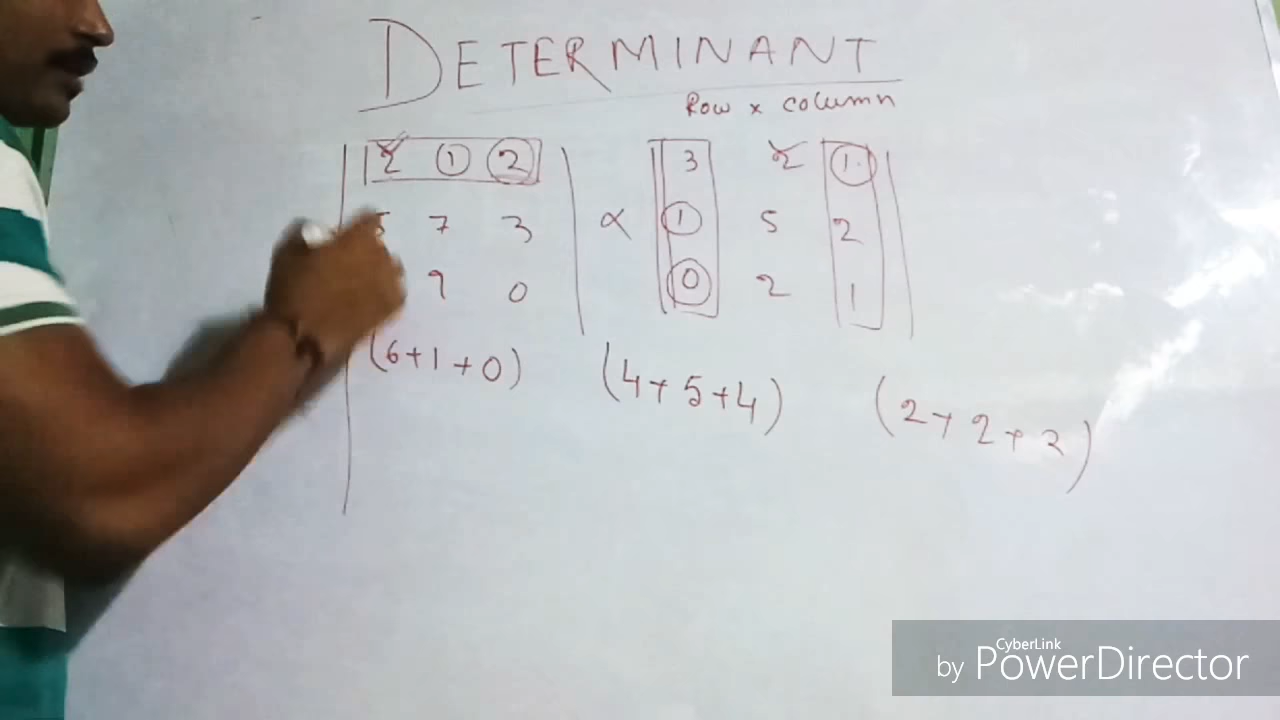 DETERMINANT
Row x column
| 2 1 2 | x | 3 2 1 |
5 7 3 1 5 2
9 0 0 2 1
(6+1+0) (4+5+4) (2+2+2)
CyberLink
by PowerDirector